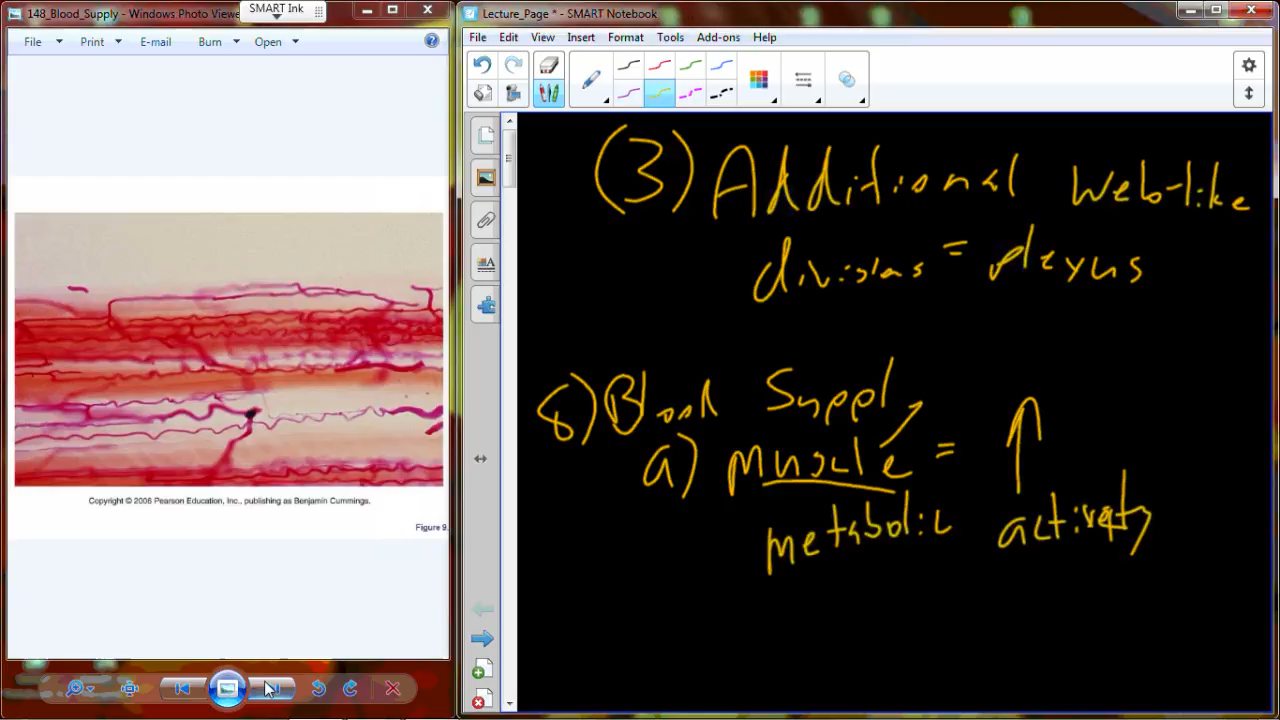 148_Blood_Supply - Windows Photo Viewe
SMART Ink
File Print E-mail Burn Open
Copyright © 2006 Pearson Education, Inc., publishing as Benjamin Cummings.
Figure 9.
Lecture_Page * - SMART Notebook
File Edit View Insert Format Tools Add-ons Help
(3) Additional Web-like
divisions = plexus
8) Blood Supply
a) Muscle = ↑
metabolic activity